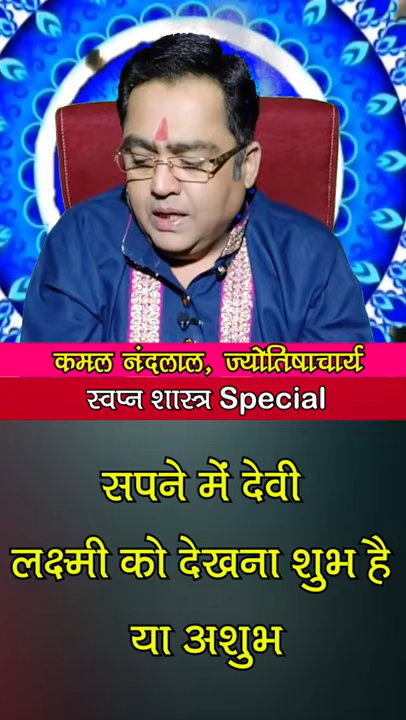 कमल नंदलाल, ज्योतिषाचार्य
स्वप्न शास्त्र Special
सपने में देवी
लक्ष्मी को देखना शुभ है
या अशुभ